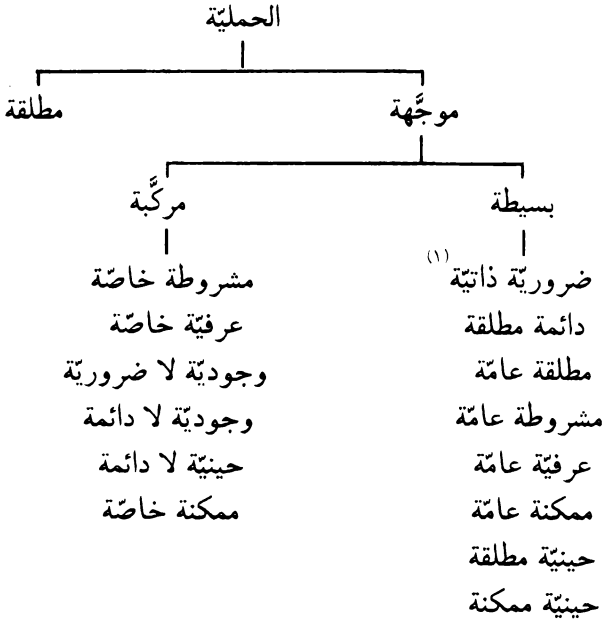 الحمليّة
موجَّهة
مطلقة
بسيطة
مركَّبة
ضروريّة ذاتيّة (١)
دائمة مطلقة
مطلقة عامّة
مشروطة عامّة
عرفيّة عامّة
ممكنة عامّة
حينيّة مطلقة
حينيّة ممكنة
مشروطة خاصّة
عرفيّة خاصّة
وجوديّة لا ضروريّة
وجوديّة لا دائمة
حينيّة لا دائمة
ممكنة خاصّة